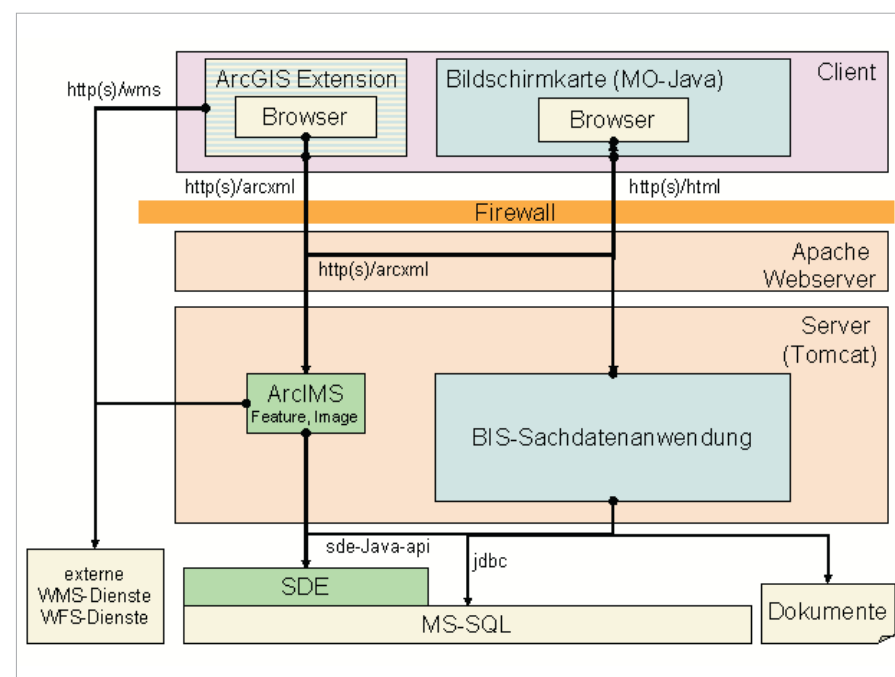 http(s)/wms
ArcGIS Extension
Browser
Bildschirmkarte (MO-Java)
Browser
Client
http(s)/arcxml
http(s)/html
Firewall
http(s)/arcxml
Apache
Webserver
Server
(Tomcat)
ArcIMS
Feature, Image
BIS-Sachdatenanwendung
sde-Java-api
jdbc
externe
WMS-Dienste
WFS-Dienste
SDE
MS-SQL
Dokumente